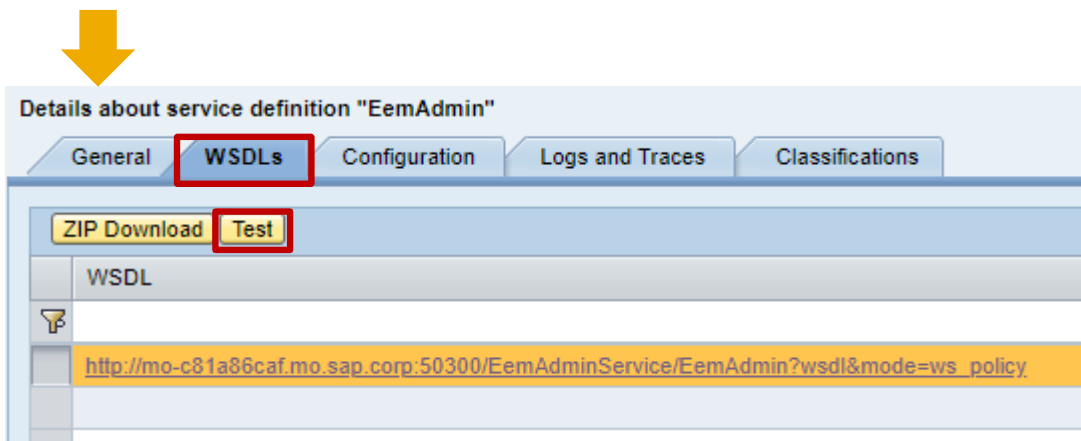 Details about service definition "EemAdmin"
General WSDLs Configuration Logs and Traces Classifications
ZIP Download Test
WSDL
http://mo-c81a86caf.mo.sap.corp:50300/EemAdminService/EemAdmin?wsdl&mode=ws_policy